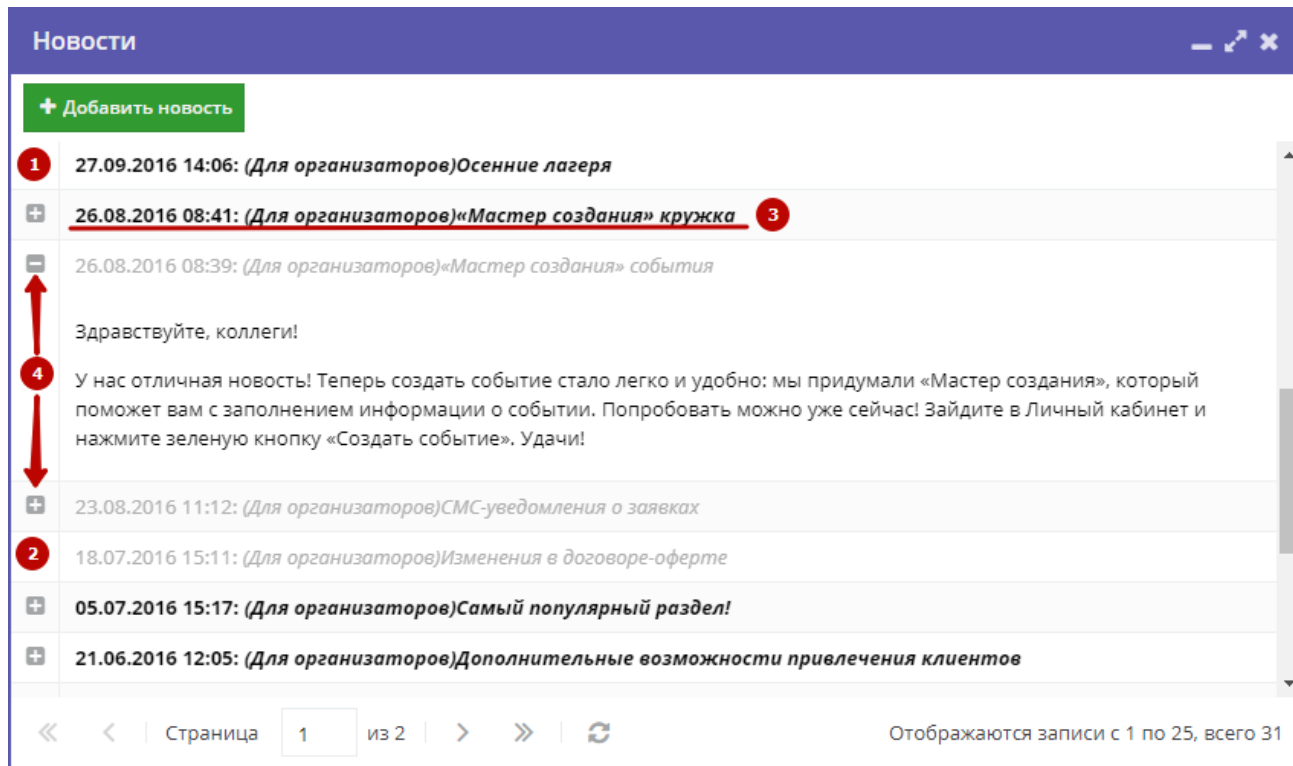 Новости
+ Добавить новость
1 27.09.2016 14:06: (Для организаторов)Осенние лагеря
26.08.2016 08:41: (Для организаторов)«Мастер создания» кружка 3
26.08.2016 08:39: (Для организаторов)«Мастер создания» события
Здравствуйте, коллеги!
4
У нас отличная новость! Теперь создать событие стало легко и удобно: мы придумали «Мастер создания», который
поможет вам с заполнением информации о событии. Попробовать можно уже сейчас! Зайдите в Личный кабинет и
нажмите зеленую кнопку «Создать событие». Удачи!
23.08.2016 11:12: (Для организаторов)СМС-уведомления о заявках
2 18.07.2016 15:11: (Для организаторов)Изменения в договоре-оферте
05.07.2016 15:17: (Для организаторов)Самый популярный раздел!
21.06.2016 12:05: (Для организаторов)Дополнительные возможности привлечения клиентов
Страница 1 из 2 Отображаются записи с 1 по 25, всего 31